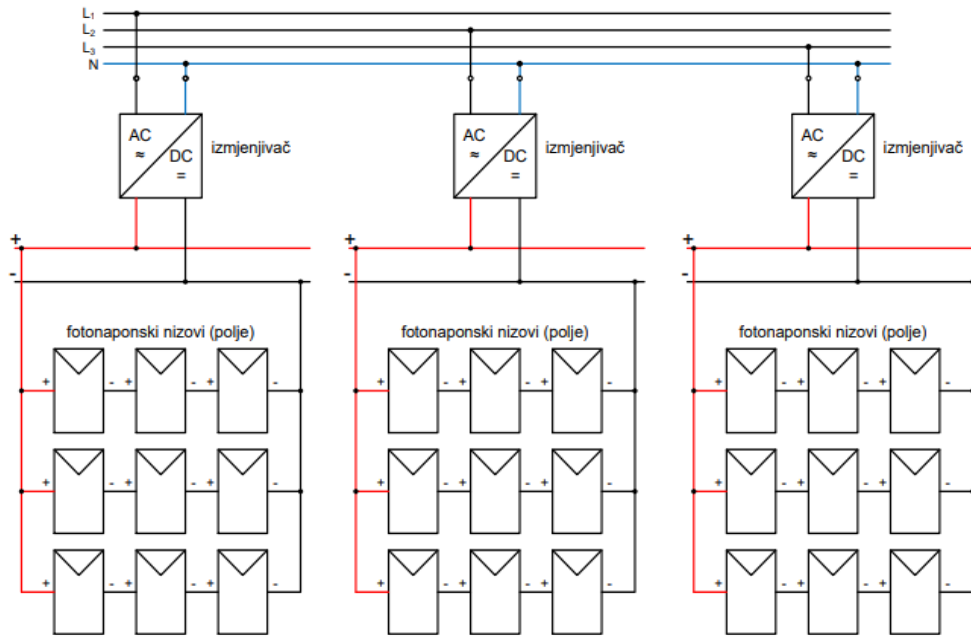 L₁
L₂
L₃
N
AC
≈
DC
=
izmjenjivač
AC
≈
DC
=
izmjenjivač
AC
≈
DC
=
izmjenjivač
+ + +
- - -
fotonaponski nizovi (polje) fotonaponski nizovi (polje) fotonaponski nizovi (polje)
+ - + - + - + - + - + - + - + - + -
+ - + - + - + - + - + - + - + - + -
+ - + - + - + - + - + - + - + - + -